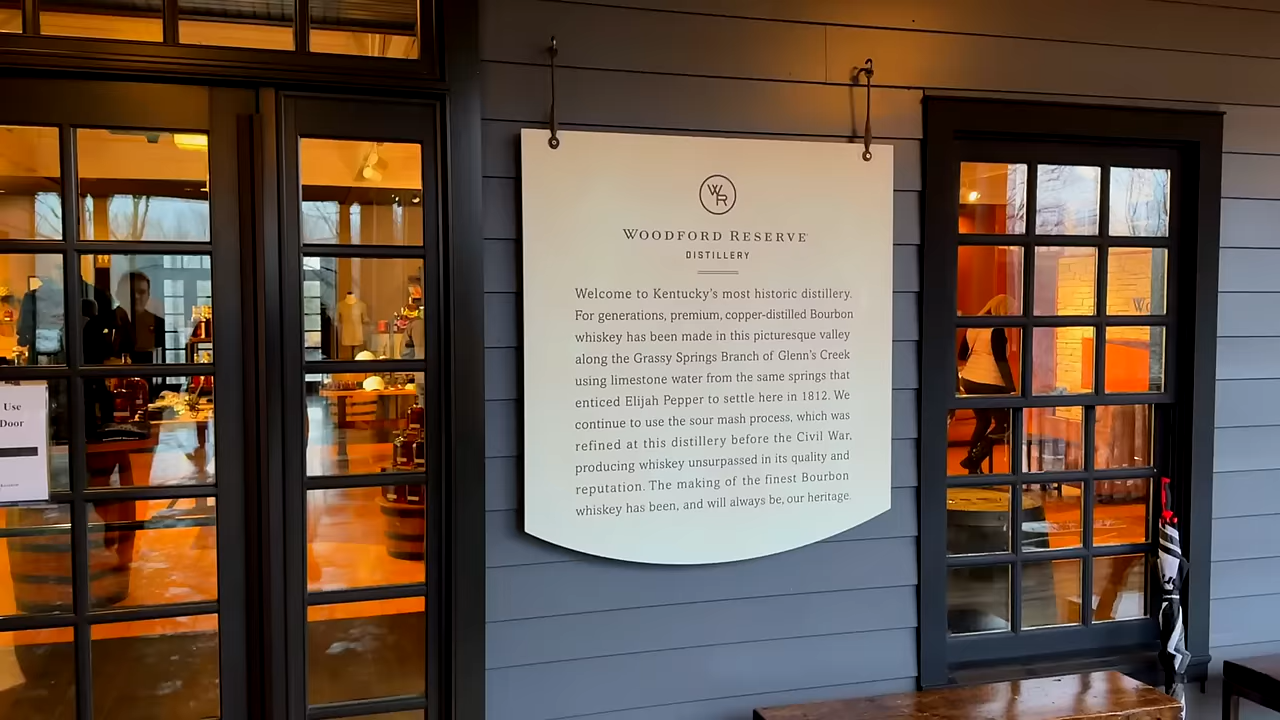 Use
Door
WR
WOODFORD RESERVE
DISTILLERY
Welcome to Kentucky's most historic distillery.
For generations, premium, copper-distilled Bourbon
whiskey has been made in this picturesque valley
along the Grassy Springs Branch of Glenn's Creek
using limestone water from the same springs that
enticed Elijah Pepper to settle here in 1812. We
continue to use the sour mash process, which was
refined at this distillery before the Civil War,
producing whiskey unsurpassed in its quality and
reputation. The making of the finest Bourbon
whiskey has been, and will always be, our heritage.